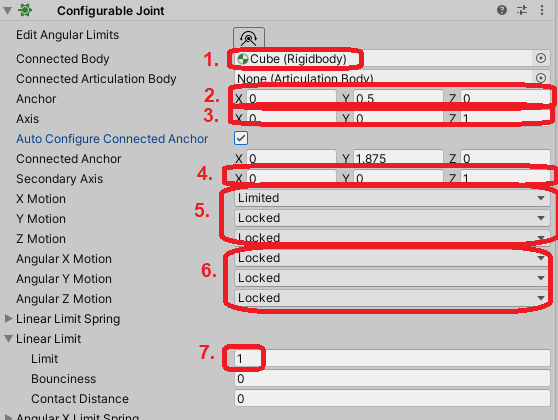 Configurable Joint
Edit Angular Limits
Connected Body 1. Cube (Rigidbody)
Connected Articulation Body None (Articulation Body)
Anchor 2. X 0 Y 0.5 Z 0
Axis 3. X 0 Y 0 Z 1
Auto Configure Connected Anchor
Connected Anchor X 0 Y 1.875 Z 0
Secondary Axis 4. X 0 Y 0 Z 1
X Motion 5. Limited
Y Motion Locked
Z Motion Locked
Angular X Motion 6. Locked
Angular Y Motion Locked
Angular Z Motion Locked
Linear Limit Spring
Linear Limit
Limit 7. 1
Bounciness 0
Contact Distance 0
Angular X Limit Spring